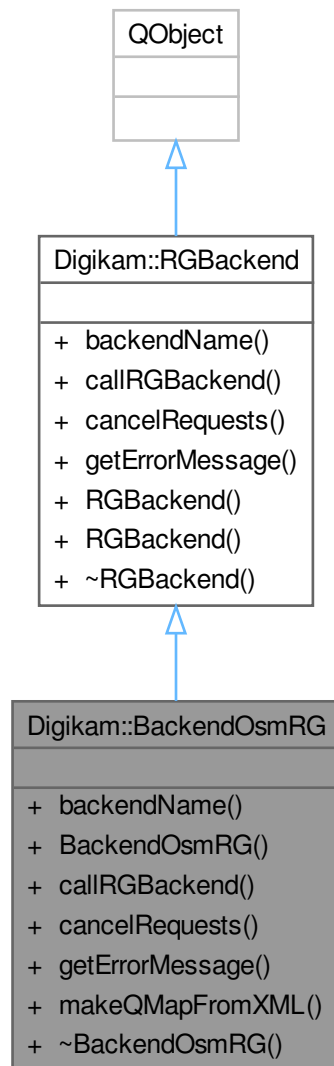 QObject
Digikam::RGBackend
+ backendName()
+ callRGBackend()
+ cancelRequests()
+ getErrorMessage()
+ RGBackend()
+ RGBackend()
+ ~RGBackend()
Digikam::BackendOsmRG
+ backendName()
+ BackendOsmRG()
+ callRGBackend()
+ cancelRequests()
+ getErrorMessage()
+ makeQMapFromXML()
+ ~BackendOsmRG()